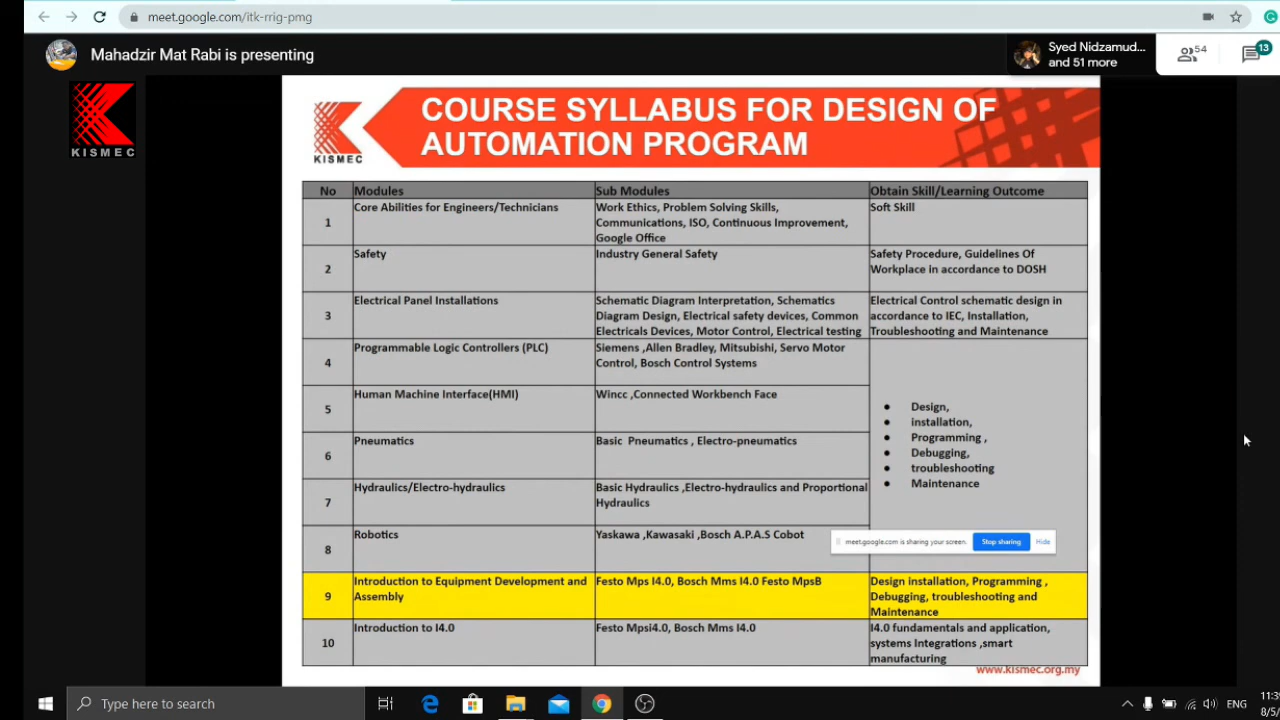 meet.google.com/itk-rrig-pmg
Mahadzir Mat Rabi is presenting
Syed Nidzamud...
and 51 more
54
13
KISMEC
KISMEC
COURSE SYLLABUS FOR DESIGN OF
AUTOMATION PROGRAM
No Modules Sub Modules Obtain Skill/Learning Outcome
1 Core Abilities for Engineers/Technicians Work Ethics, Problem Solving Skills, Soft Skill
Communications, ISO, Continuous Improvement,
Google Office
2 Safety Industry General Safety Safety Procedure, Guidelines Of
Workplace in accordance to DOSH
3 Electrical Panel Installations Schematic Diagram Interpretation, Schematics Electrical Control schematic design in
Diagram Design, Electrical safety devices, Common accordance to IEC, Installation,
Electricals Devices, Motor Control, Electrical testing Troubleshooting and Maintenance
4 Programmable Logic Controllers (PLC) Siemens ,Allen Bradley, Mitsubishi, Servo Motor
Control, Bosch Control Systems
5 Human Machine Interface(HMI) Wincc ,Connected Workbench Face
• Design,
• installation,
6 Pneumatics Basic Pneumatics , Electro-pneumatics
• Programming ,
• Debugging,
• troubleshooting
• Maintenance
7 Hydraulics/Electro-hydraulics Basic Hydraulics ,Electro-hydraulics and Proportional
Hydraulics
8 Robotics Yaskawa ,Kawasaki ,Bosch A.P.A.S Cobot
meet.google.com is sharing your screen. Stop sharing Hide
9 Introduction to Equipment Development and Festo Mps I4.0, Bosch Mms I4.0 Festo MpsB Design installation, Programming ,
Assembly Debugging, troubleshooting and
Maintenance
10 Introduction to I4.0 Festo Mpsi4.0, Bosch Mms I4.0 I4.0 fundamentals and application,
systems Integrations ,smart
manufacturing
www.kismec.org.my
Type here to search
ENG
11:39
8/5/